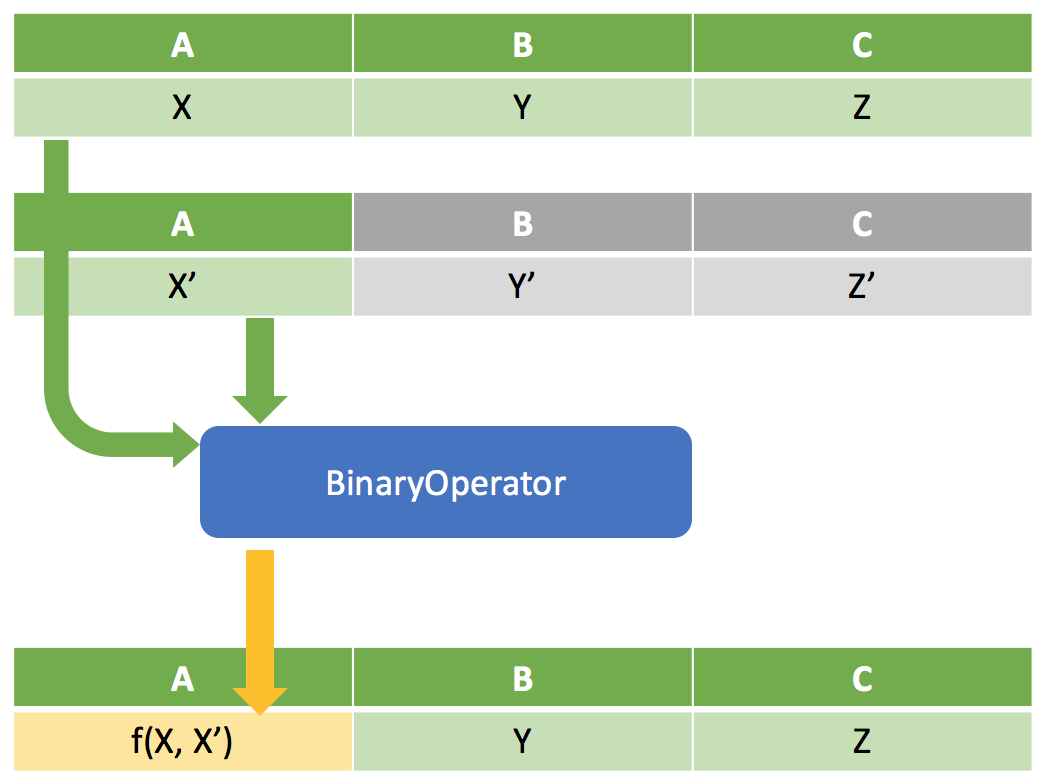 A B C
X Y Z
A B C
X’ Y’ Z’
BinaryOperator
A B C
f(X, X’) Y Z